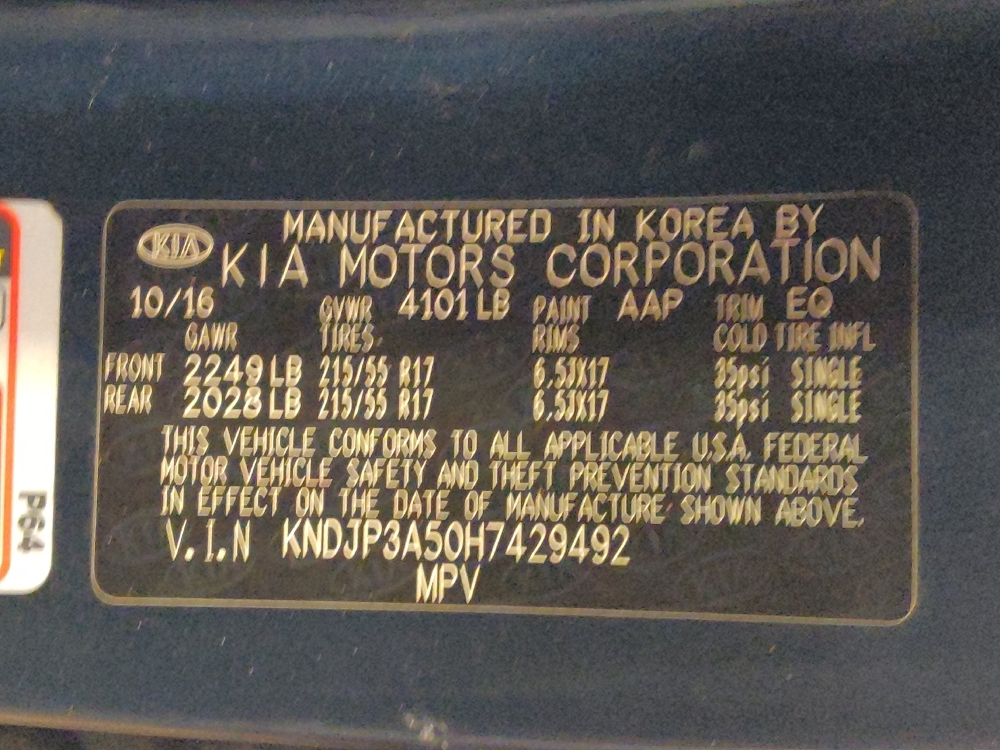 MANUFACTURED IN KOREA BY
KIA KIA MOTORS CORPORATION
10/16 GVWR 4101 LB PAINT AAP TRIM EQ
GAWR TIRES RIMS COLD TIRE INFL
FRONT 2249 LB 215/55 R17 6.5JX17 35psi SINGLE
REAR 2028 LB 215/55 R17 6.5JX17 35psi SINGLE
THIS VEHICLE CONFORMS TO ALL APPLICABLE U.S.A. FEDERAL
MOTOR VEHICLE SAFETY AND THEFT PREVENTION STANDARDS
IN EFFECT ON THE DATE OF MANUFACTURE SHOWN ABOVE.
V.I.N KNDJP3A50H7429492
MPV
P64